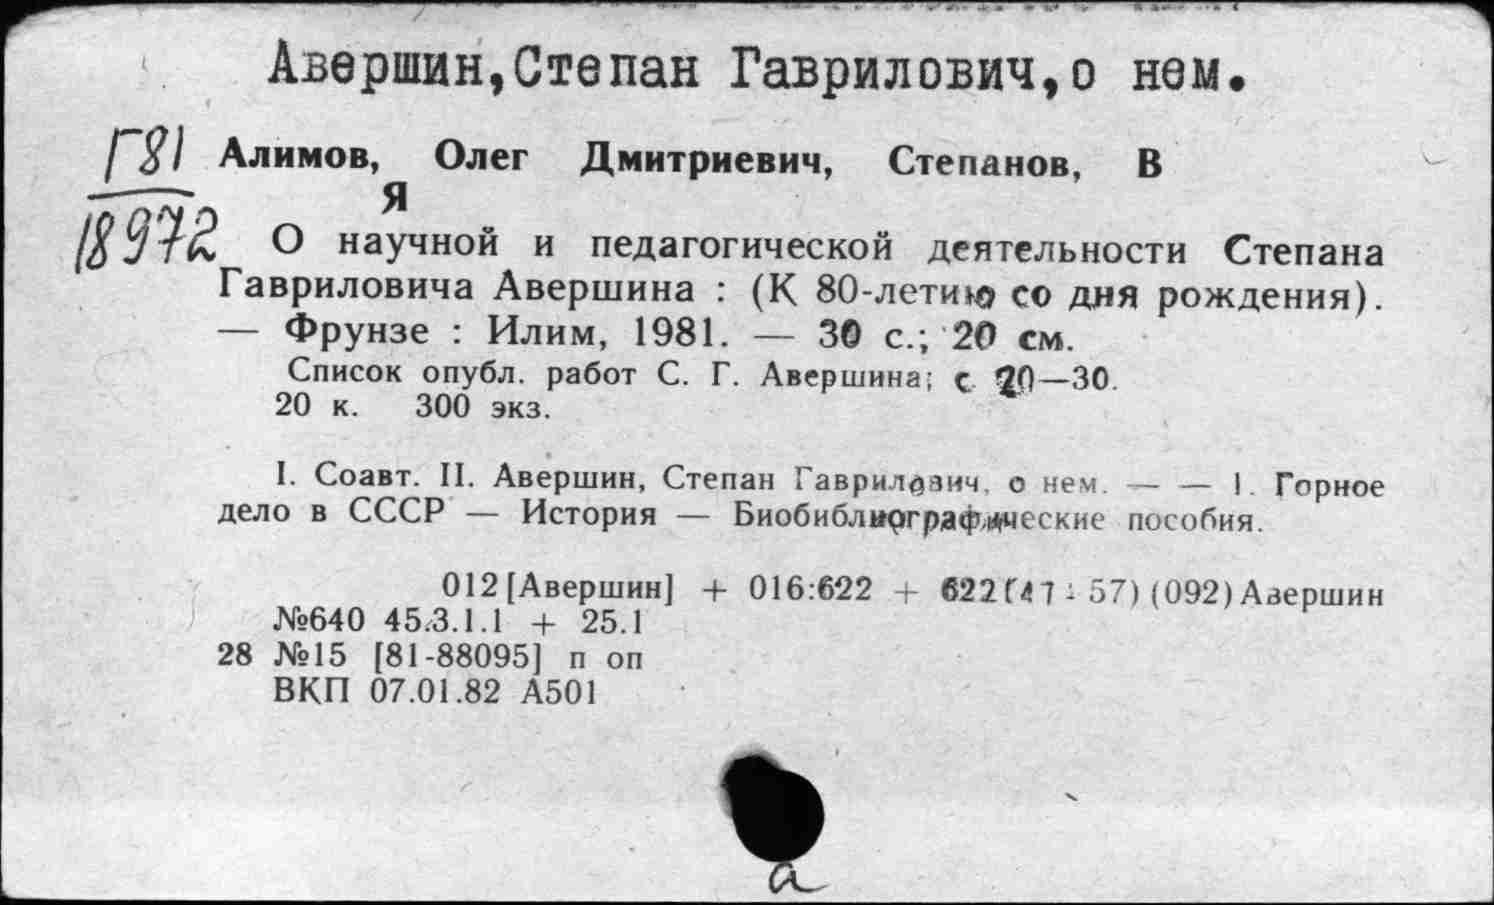 Авершин,Степан Гаврилович,о нем.
Г81 Алимов, Олег Дмитриевич, Степанов, В
Я
18972 О научной и педагогической деятельности Степана
Гавриловича Авершина : (К 80-летию со дня рождения).
— Фрунзе : Илим, 1981. — 30 с.; 20 см.
Список опубл. работ С. Г. Авершина; с 20—30.
20 к. 300 экз.
I. Соавт. II. Авершин, Степан Гаврилович, о нем. — — 1. Горное
дело в СССР — История — Биобиблиографические пособия.
012[Авершин] + 016:622 + 622(47-57)(092)Авершин
№640 45.3.1.1 + 25.1
28 №15 [81-88095] п оп
ВКП 07.01.82 А501
а